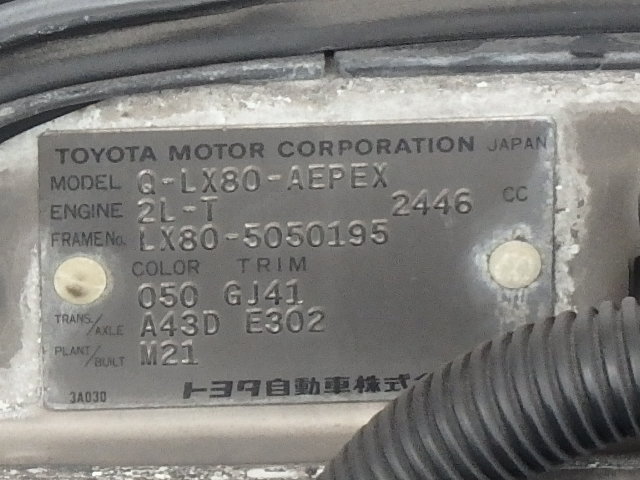 TOYOTA MOTOR CORPORATION JAPAN
MODEL Q-LX80-AEPEX
ENGINE 2L-T 2446 CC
FRAME No. LX80-5050195
COLOR TRIM
050 GJ41
TRANS./AXLE A43D E302
PLANT/BUILT M21
3A030 トヨタ自動車株式